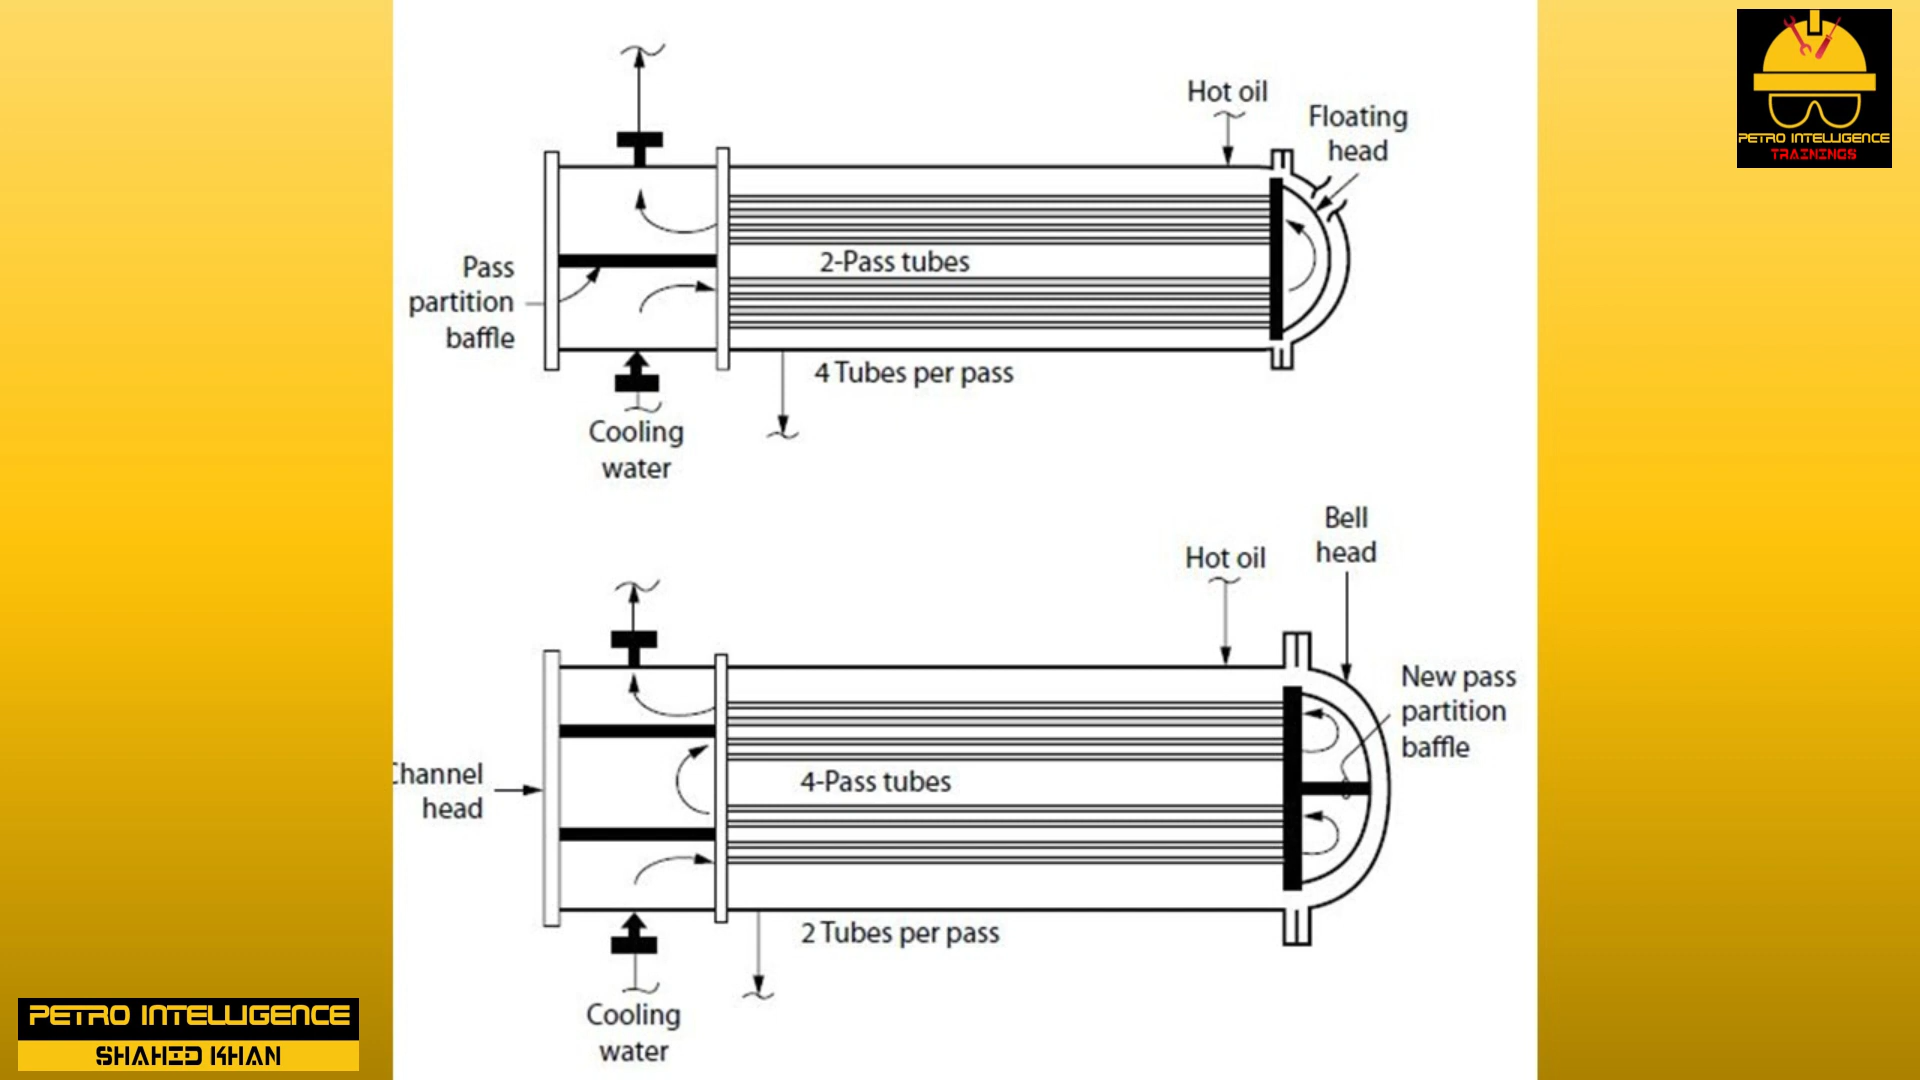 PETRO INTELLIGENCE
TRAININGS
Hot oil
Floating
head
Pass
partition
baffle
2-Pass tubes
4 Tubes per pass
Cooling
water
Bell
head
Hot oil
New pass
partition
baffle
Channel
head
4-Pass tubes
2 Tubes per pass
Cooling
water
PETRO INTELLIGENCE
SHAHID KHAN